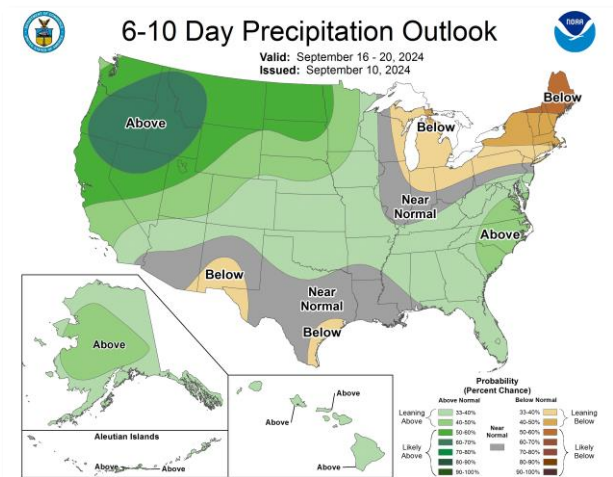 6-10 Day Precipitation Outlook
Valid: September 16 - 20, 2024
Issued: September 10, 2024
NOAA
Above
Below
Below
Near
Normal
Above
Below
Near
Normal
Below
Above
Aleutian Islands
Above
Above
Above
Above
Above
Probability
(Percent Chance)
Above Normal
Below Normal
Leaning
Above
33-40%
40-50%
Likely
Above
50-60%
60-70%
70-80%
80-90%
90-100%
Near
Normal
33-40%
40-50%
Leaning
Below
50-60%
60-70%
70-80%
80-90%
90-100%
Likely
Below